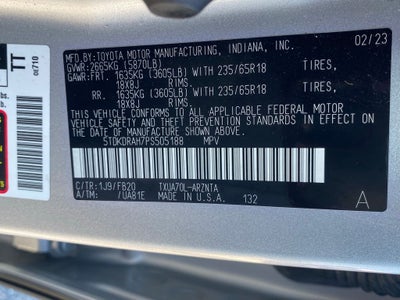 MFD.BY:TOYOTA MOTOR MANUFACTURING, INDIANA, INC. 02/23
GVWR: 2665KG (5870LB)
GAWR:FRT. 1635KG (3605LB) WITH 235/65R18 TIRES,
18X8J RIMS,
RR. 1635KG (3605LB) WITH 235/65R18 TIRES,
18X8J RIMS.
THIS VEHICLE CONFORMS TO ALL APPLICABLE FEDERAL MOTOR
VEHICLE SAFETY AND THEFT PREVENTION STANDARDS IN EFFECT
ON THE DATE OF MANUFACTURE SHOWN ABOVE.
5TDKDRAH7PS505188 MPV
C/TR: 1J9/FB20 TXUA70L-ARZNTA
A/TM: /UA81E MADE IN U.S.A. 132
A
TT
lbs.